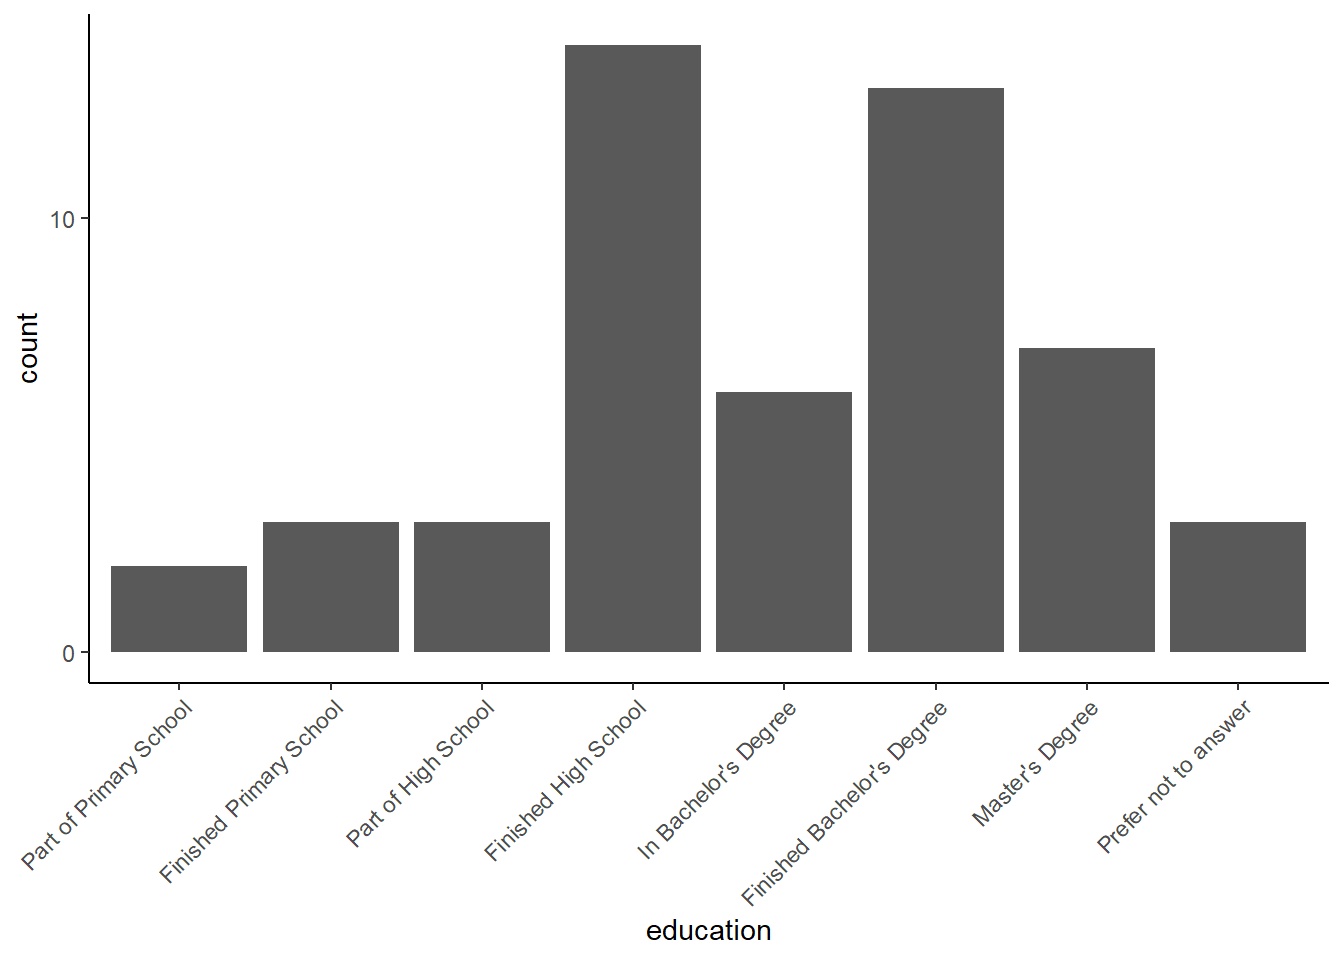 count
10
0
Part of Primary School
Finished Primary School
Part of High School
Finished High School
In Bachelor's Degree
Finished Bachelor's Degree
Master's Degree
Prefer not to answer
education